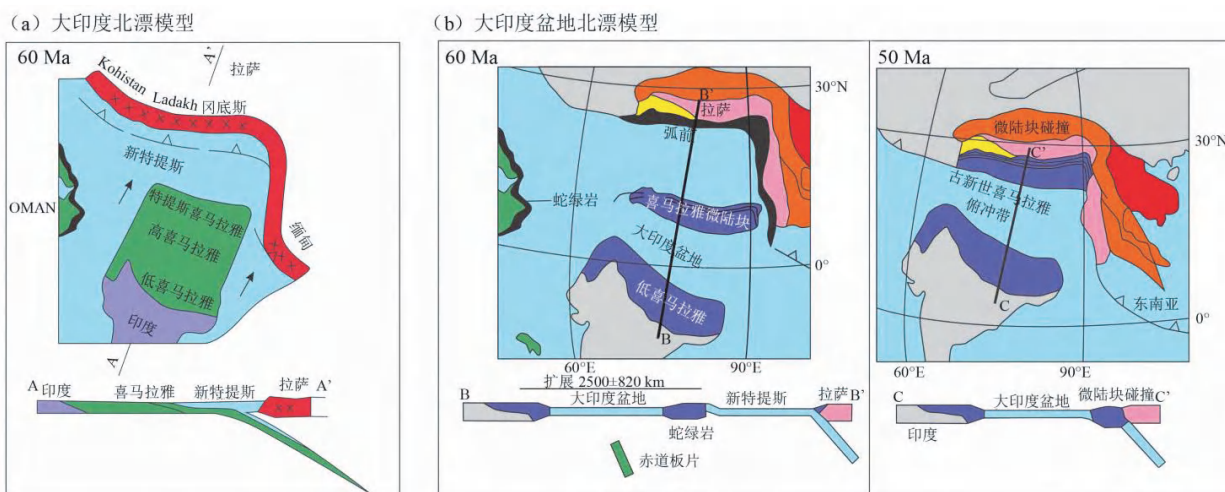 (a) 大印度北漂模型
60 Ma
A'
拉萨
Kohistan
Ladakh
冈底斯
新特提斯
OMAN
特提斯喜马拉雅
高喜马拉雅
低喜马拉雅
缅甸
印度
A
A
印度
喜马拉雅
新特提斯
拉萨
A'
(b) 大印度盆地北漂模型
60 Ma
30°N
B'
拉萨
弧前
蛇绿岩
喜马拉雅微陆块
大印度盆地
0°
低喜马拉雅
B
60°E
90°E
扩展 2500±820 km
B
大印度盆地
新特提斯
拉萨
B'
蛇绿岩
赤道板片
50 Ma
微陆块碰撞
30°N
C'
古新世喜马拉雅
俯冲带
C
东南亚
0°
60°E
90°E
C
大印度盆地
微陆块碰撞
C'
印度